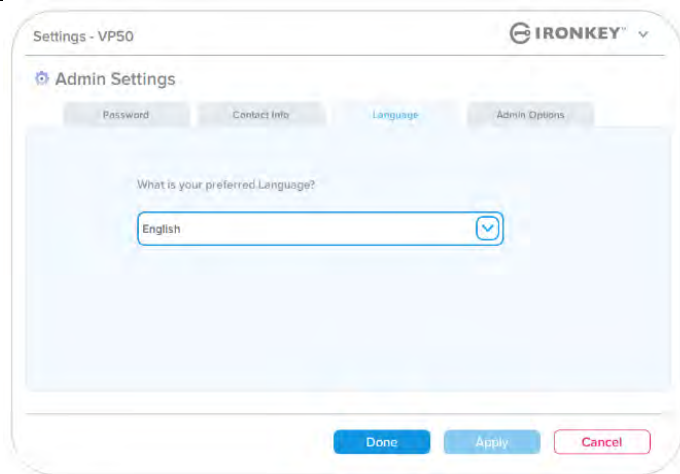 Settings - VP50
IRONKEY™
Admin Settings
Password Contact Info Language Admin Options
What is your preferred Language?
English
Done Apply Cancel